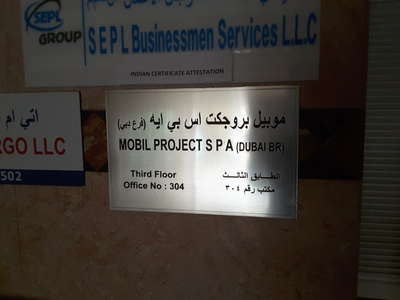 SEPL
GROUP
SEPL Businessmen Services L.L.C
INDIAN CERTIFICATE ATTESTATION
اتي ام
RGO LLC
502
موبيل بروجكت اس بي ايه (فرع دبي)
MOBIL PROJECT S P A (DUBAI BR)
Third Floor
Office No : 304
الطابق الثالث
مكتب رقم ٣٠٤